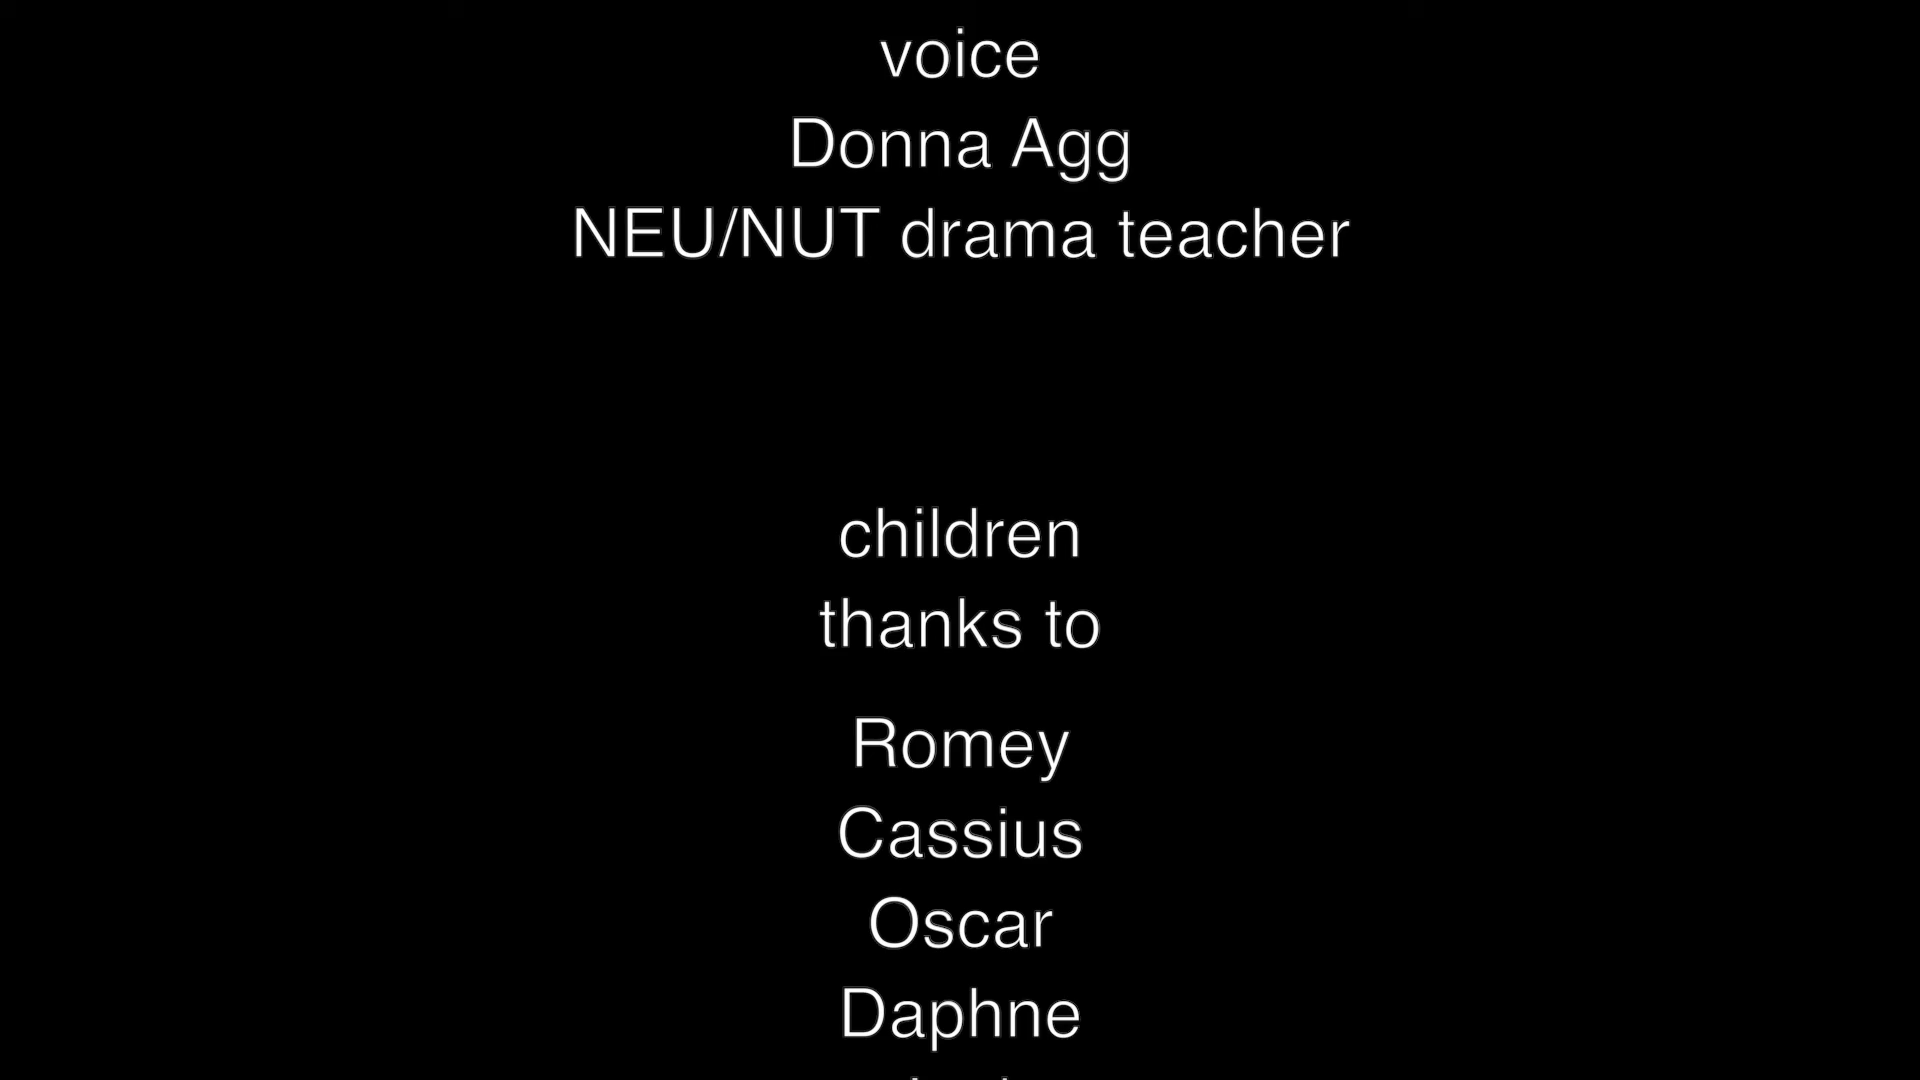 voice
Donna Agg
NEU/NUT drama teacher
children
thanks to
Romey
Cassius
Oscar
Daphne